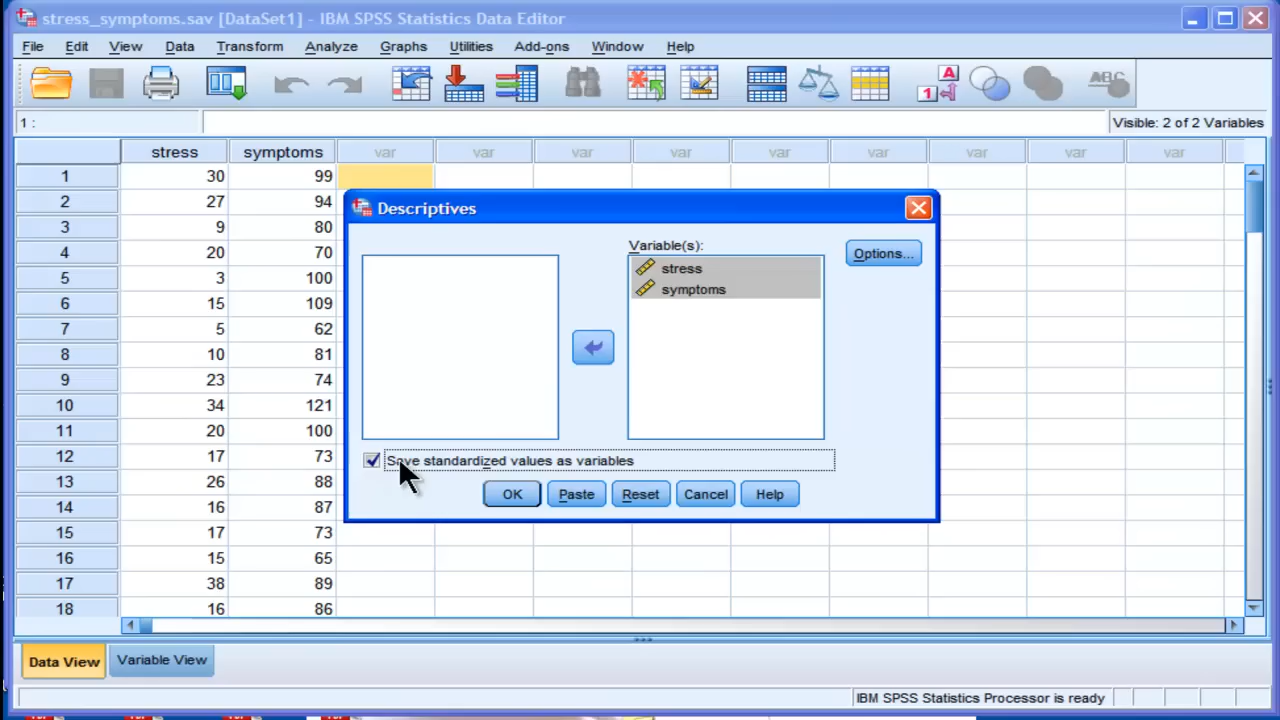 stress_symptoms.sav [DataSet1] - IBM SPSS Statistics Data Editor
File Edit View Data Transform Analyze Graphs Utilities Add-ons Window Help
A
1
ABC
1 :
Visible: 2 of 2 Variables
stress symptoms var var var var var var var var var
1 30 99
2 27 94
3 9 80
4 20 70
5 3 100
6 15 109
7 5 62
8 10 81
9 23 74
10 34 121
11 20 100
12 17 73
13 26 88
14 16 87
15 17 73
16 15 65
17 38 89
18 16 86
Descriptives
Variable(s):
stress
symptoms
Options...
Save standardized values as variables
OK Paste Reset Cancel Help
Data View Variable View
IBM SPSS Statistics Processor is ready